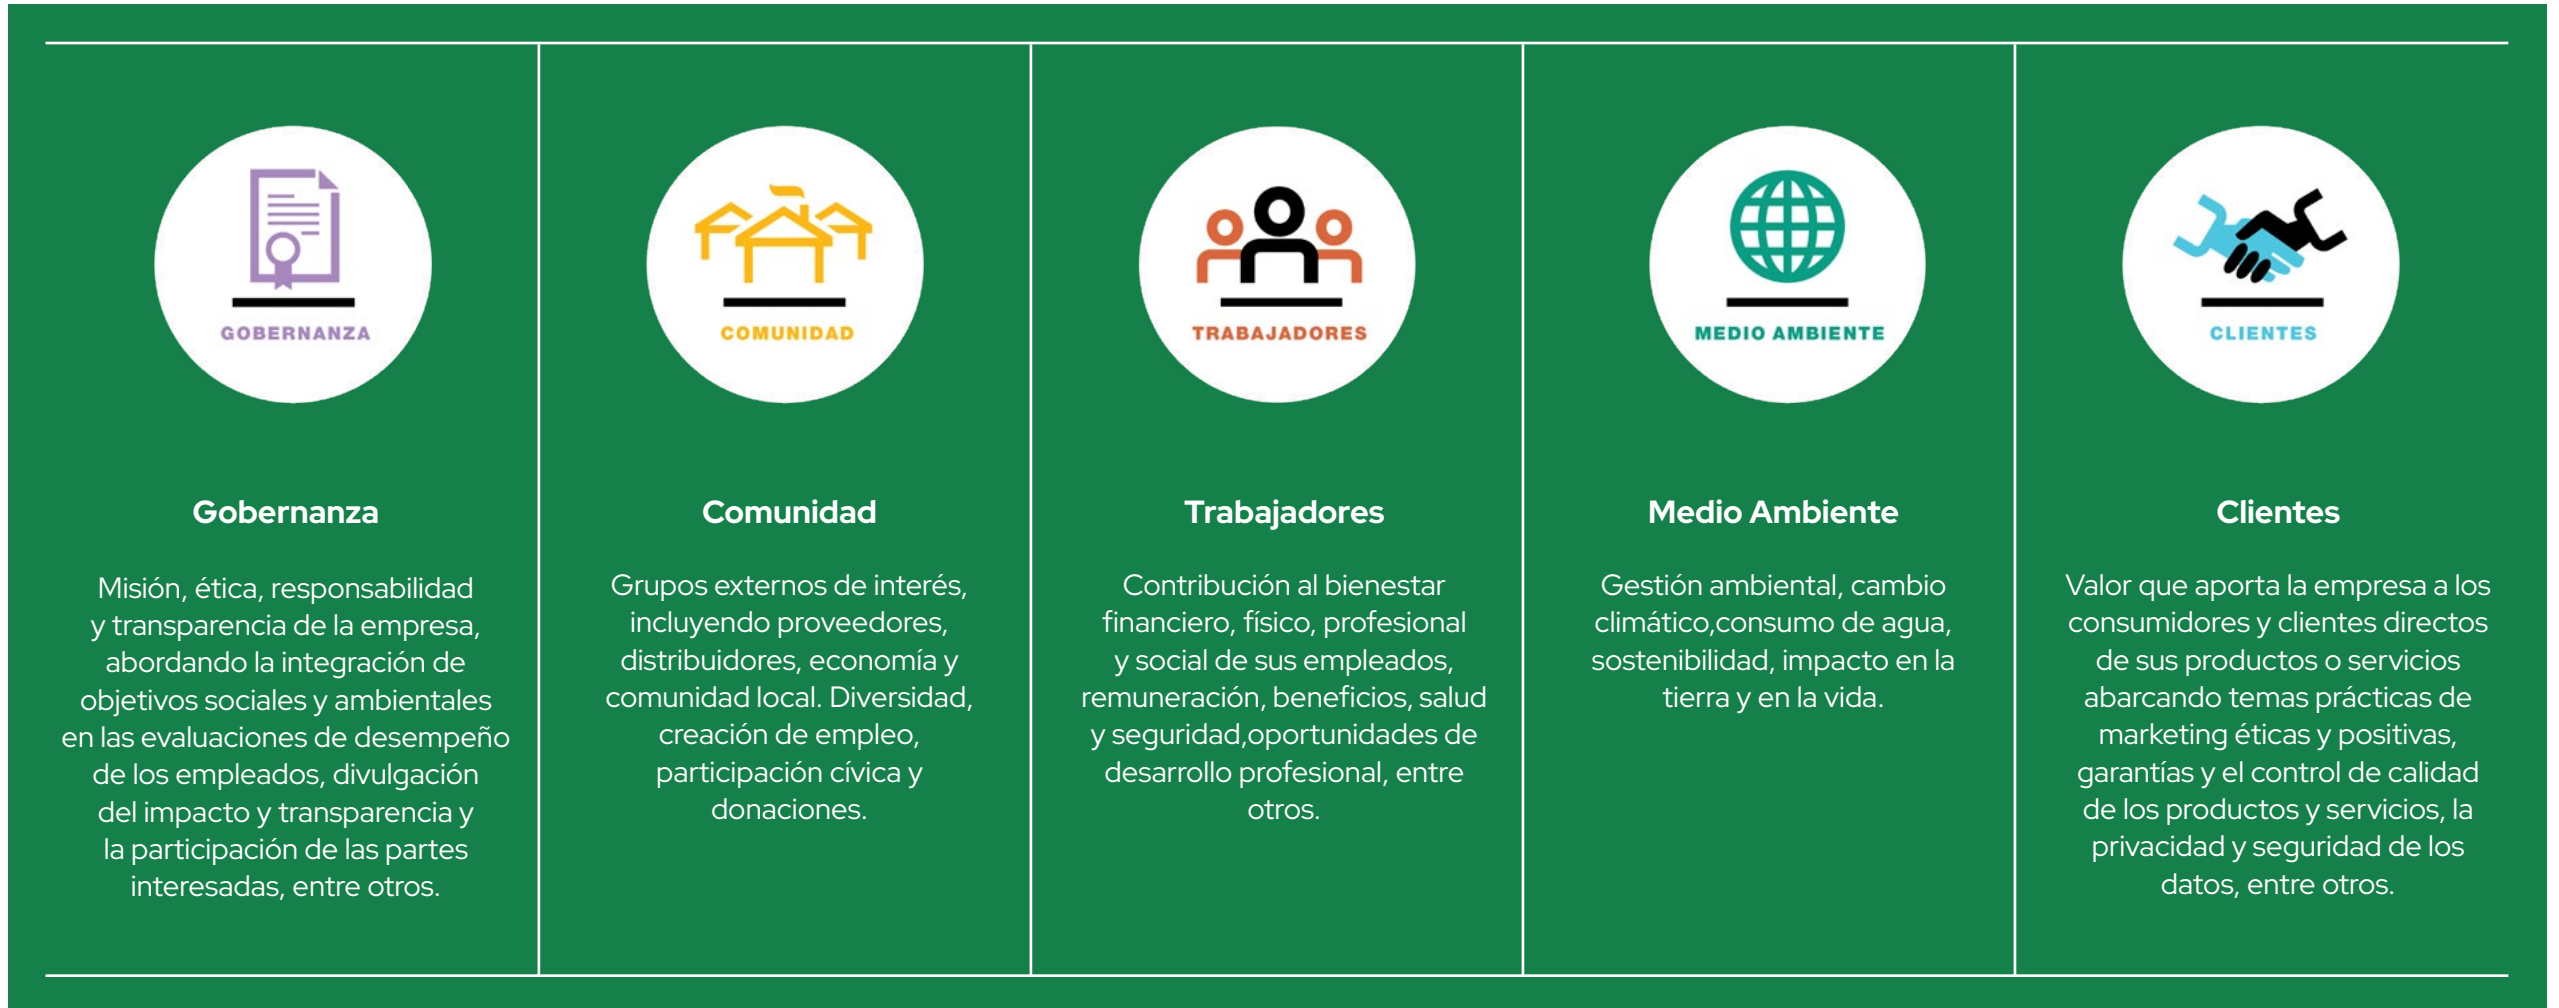 GOBERNANZA
Gobernanza
Misión, ética, responsabilidad
y transparencia de la empresa,
abordando la integración de
objetivos sociales y ambientales
en las evaluaciones de desempeño
de los empleados, divulgación
del impacto y transparencia y
la participación de las partes
interesadas, entre otros.
COMUNIDAD
Comunidad
Grupos externos de interés,
incluyendo proveedores,
distribuidores, economía y
comunidad local. Diversidad,
creación de empleo,
participación cívica y
donaciones.
TRABAJADORES
Trabajadores
Contribución al bienestar
financiero, físico, profesional
y social de sus empleados,
remuneración, beneficios, salud
y seguridad,oportunidades de
desarrollo profesional, entre
otros.
MEDIO AMBIENTE
Medio Ambiente
Gestión ambiental, cambio
climático,consumo de agua,
sostenibilidad, impacto en la
tierra y en la vida.
CLIENTES
Clientes
Valor que aporta la empresa a los
consumidores y clientes directos
de sus productos o servicios
abarcando temas prácticas de
marketing éticas y positivas,
garantías y el control de calidad
de los productos y servicios, la
privacidad y seguridad de los
datos, entre otros.